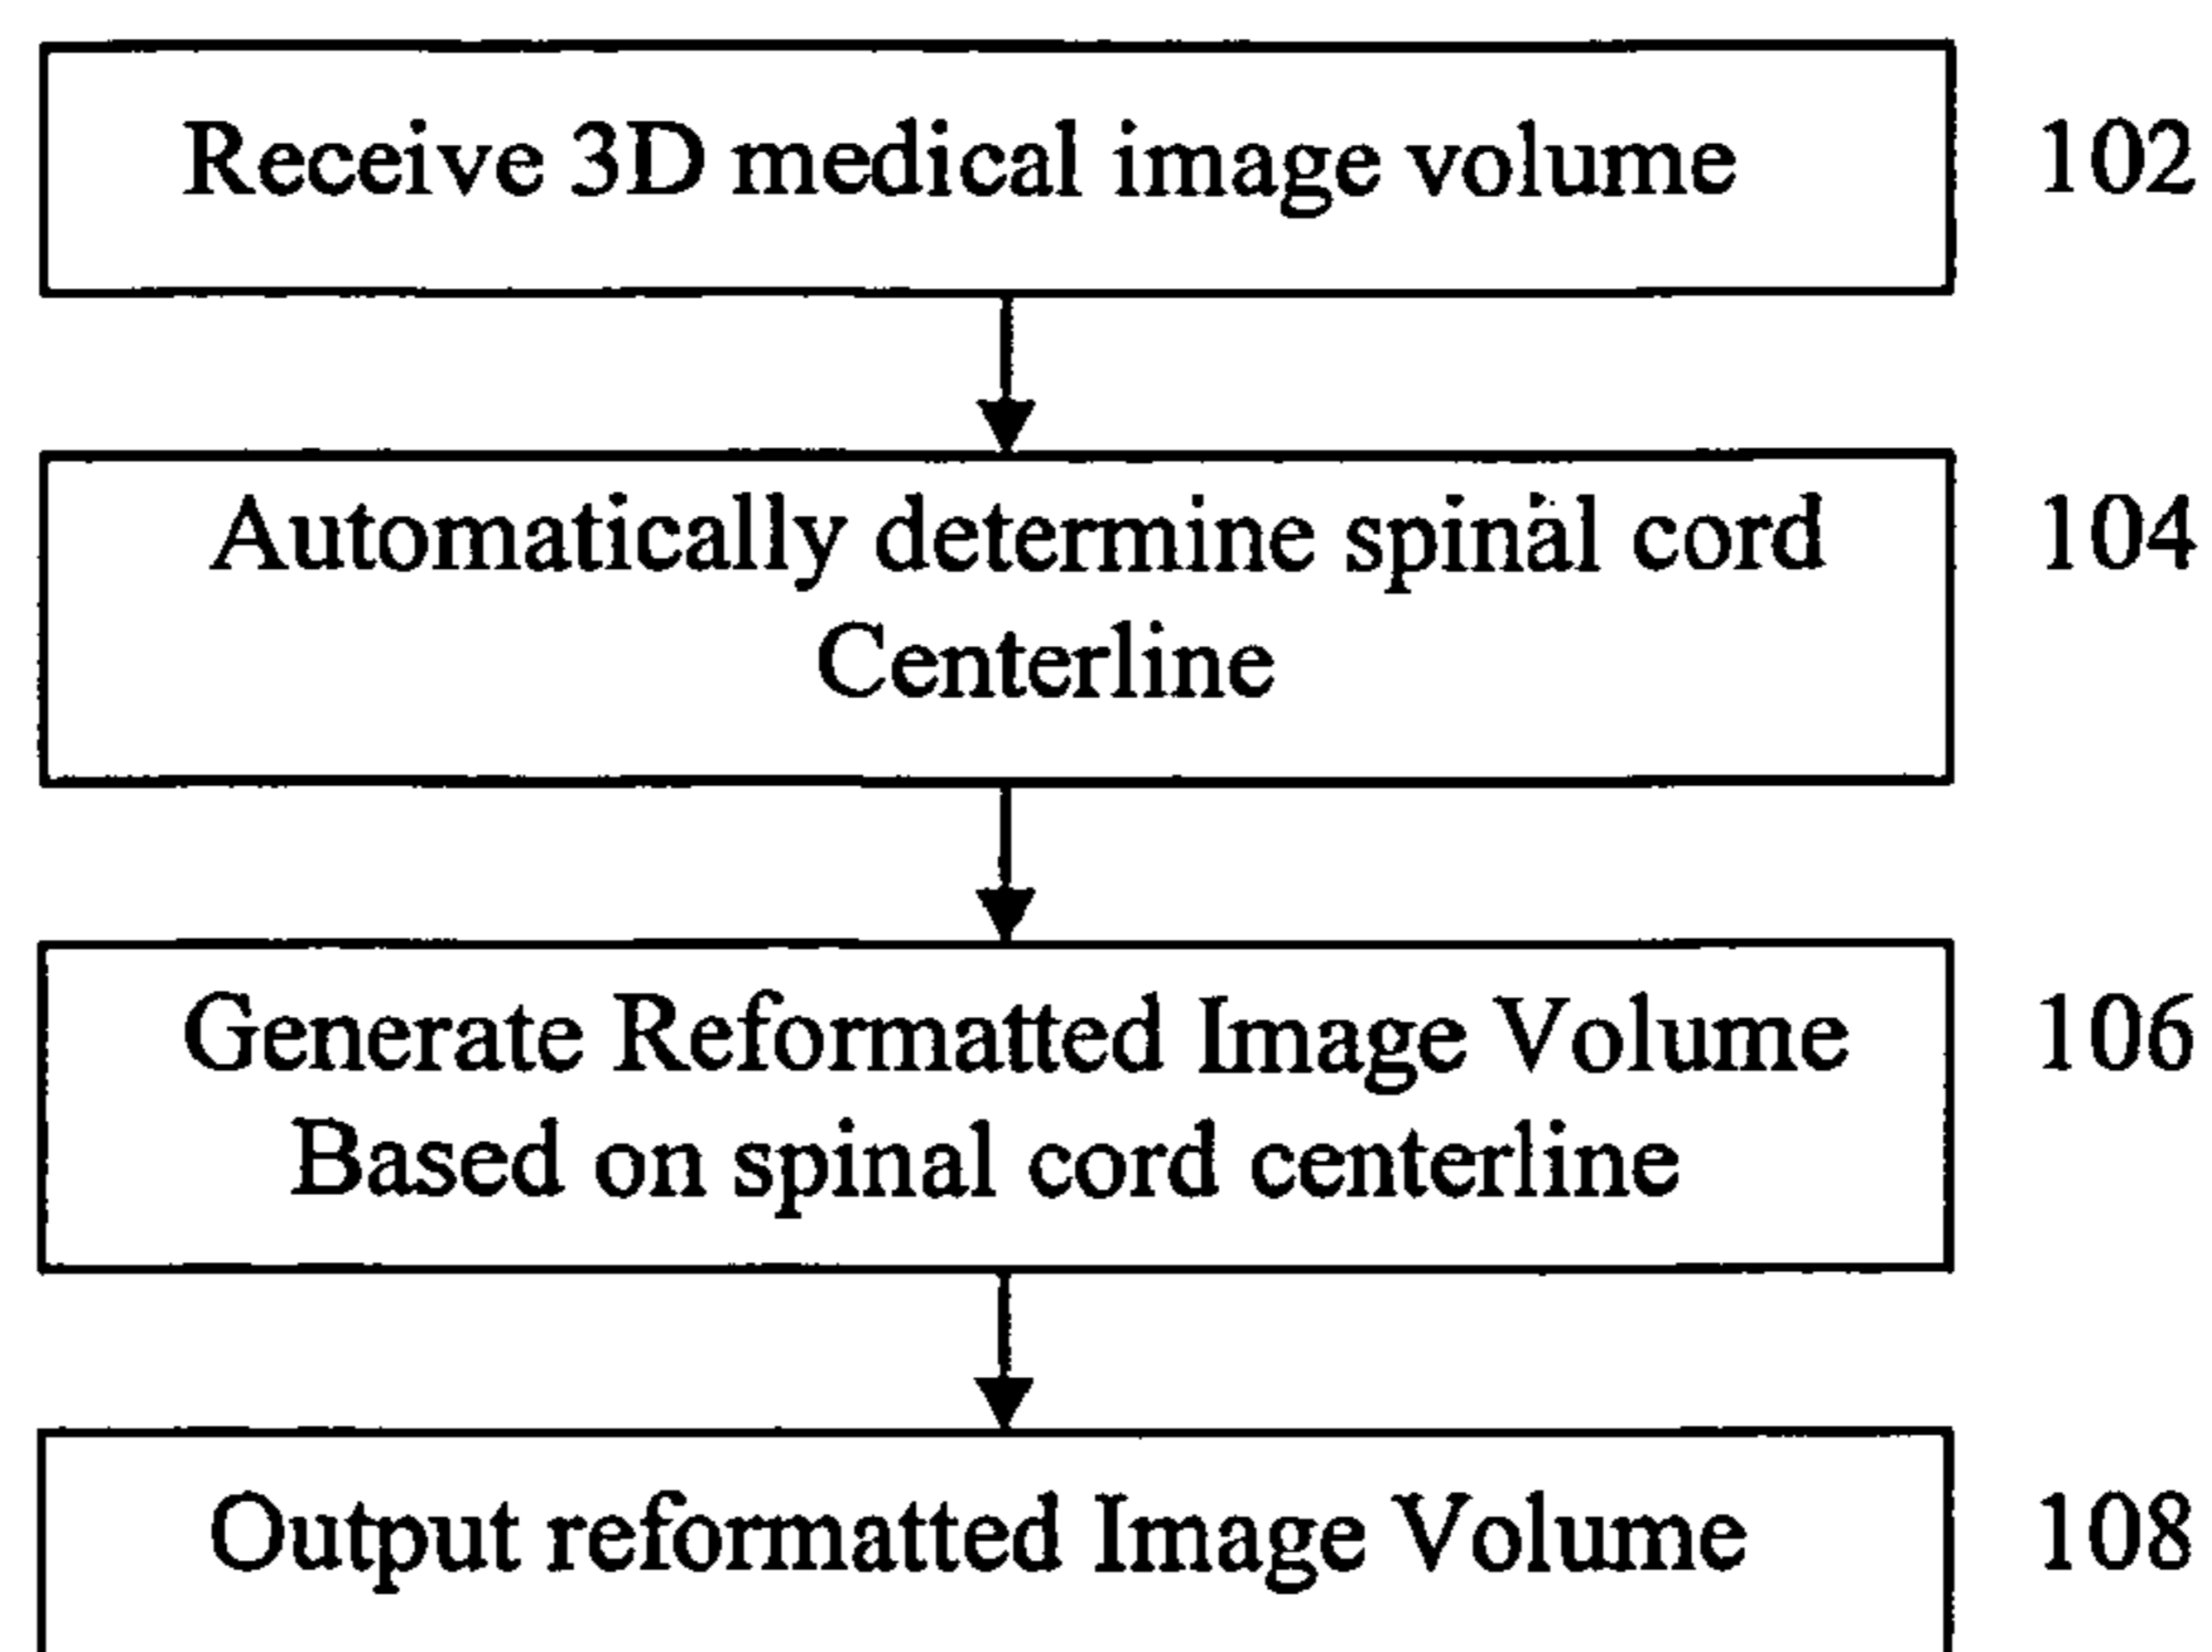 Receive 3D medical image volume 102
Automatically determine spinal cord 104
Centerline
Generate Reformatted Image Volume 106
Based on spinal cord centerline
Output reformatted Image Volume 108